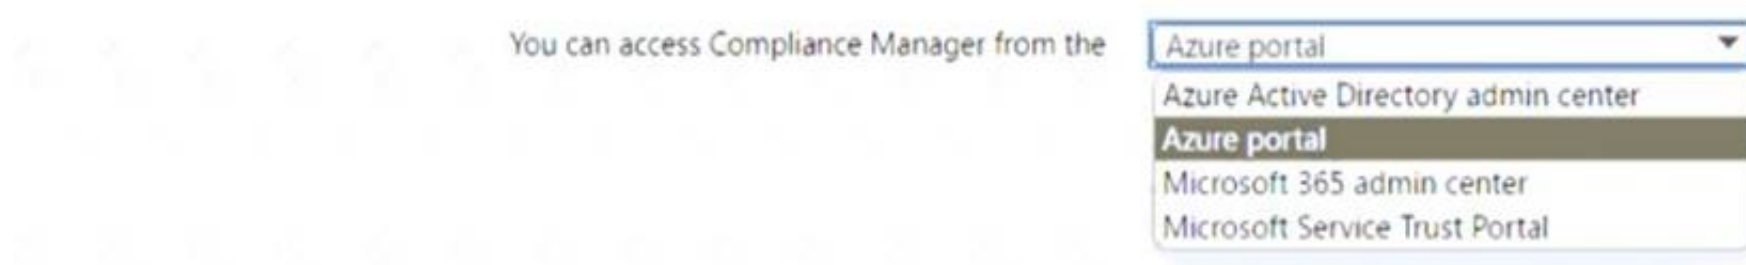 You can access Compliance Manager from the Azure portal
Azure Active Directory admin center
Azure portal
Microsoft 365 admin center
Microsoft Service Trust Portal